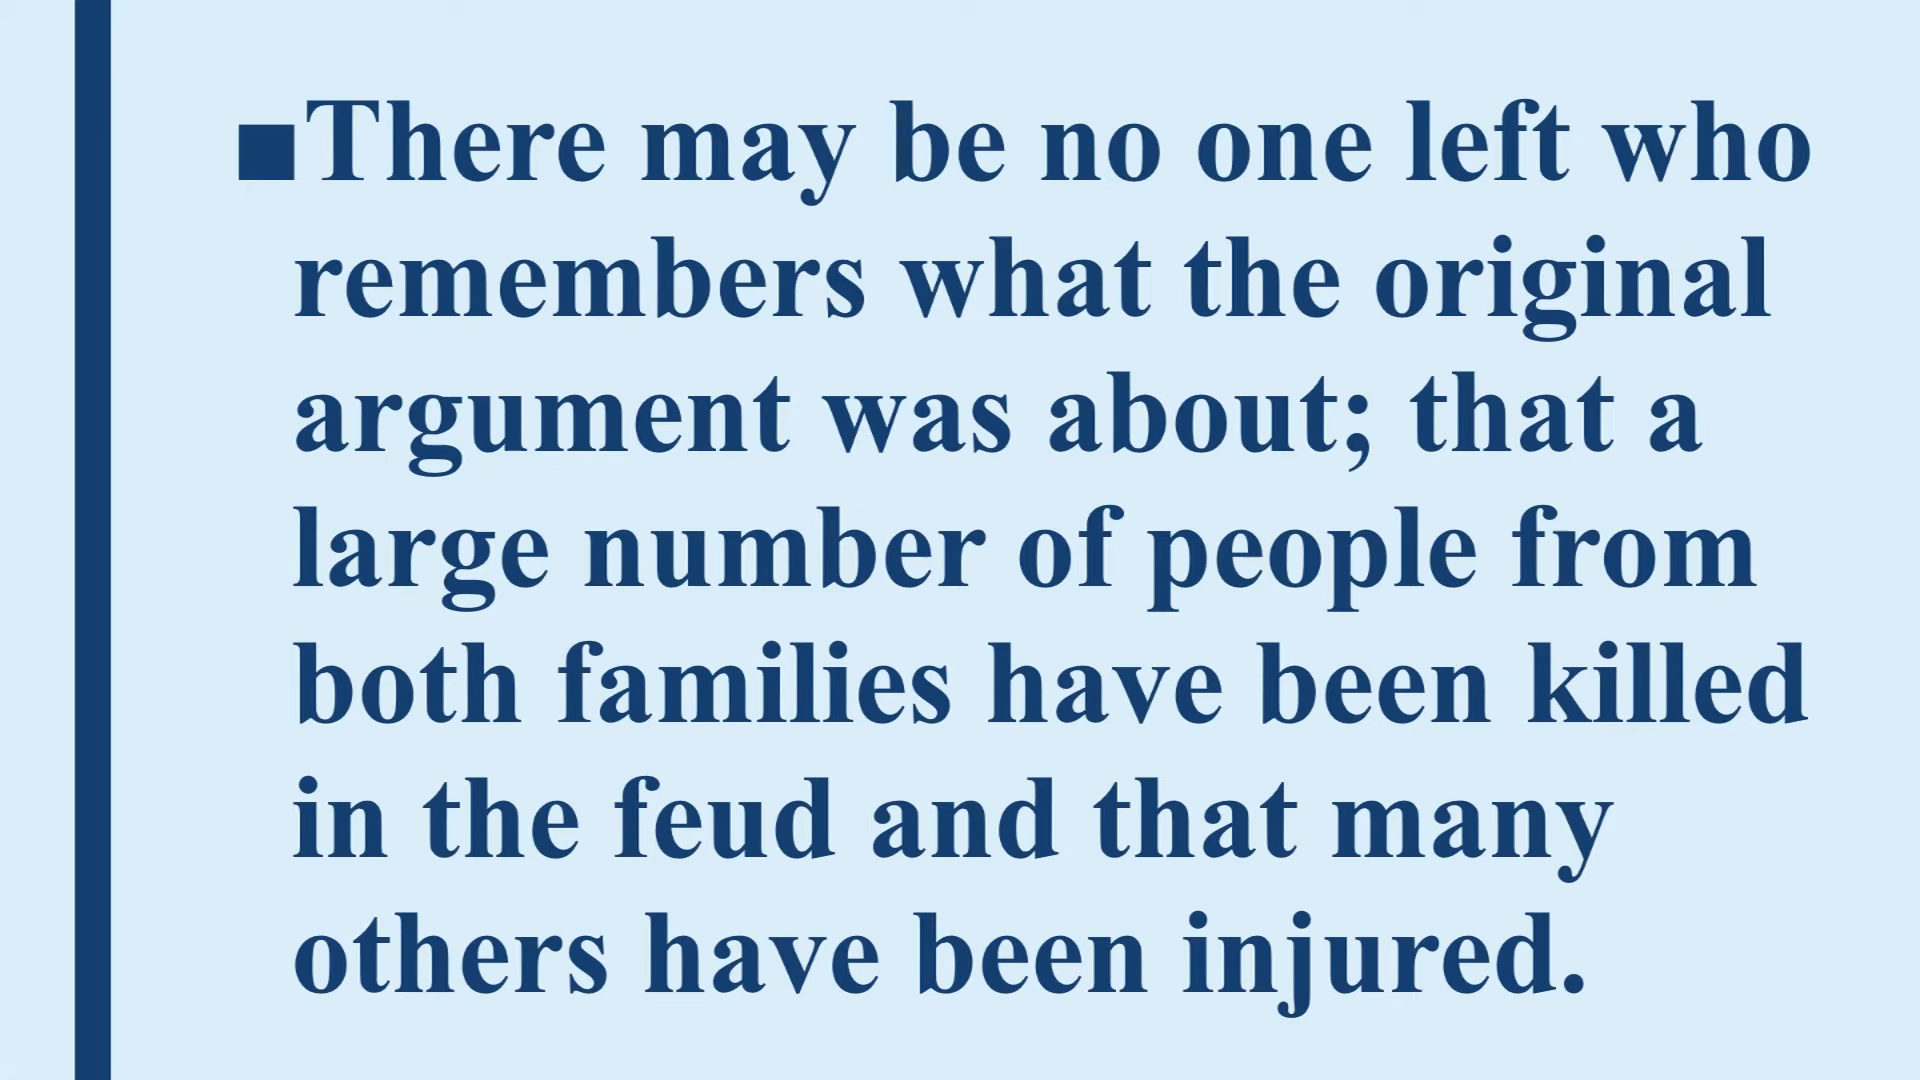 ■There may be no one left who
remembers what the original
argument was about; that a
large number of people from
both families have been killed
in the feud and that many
others have been injured.